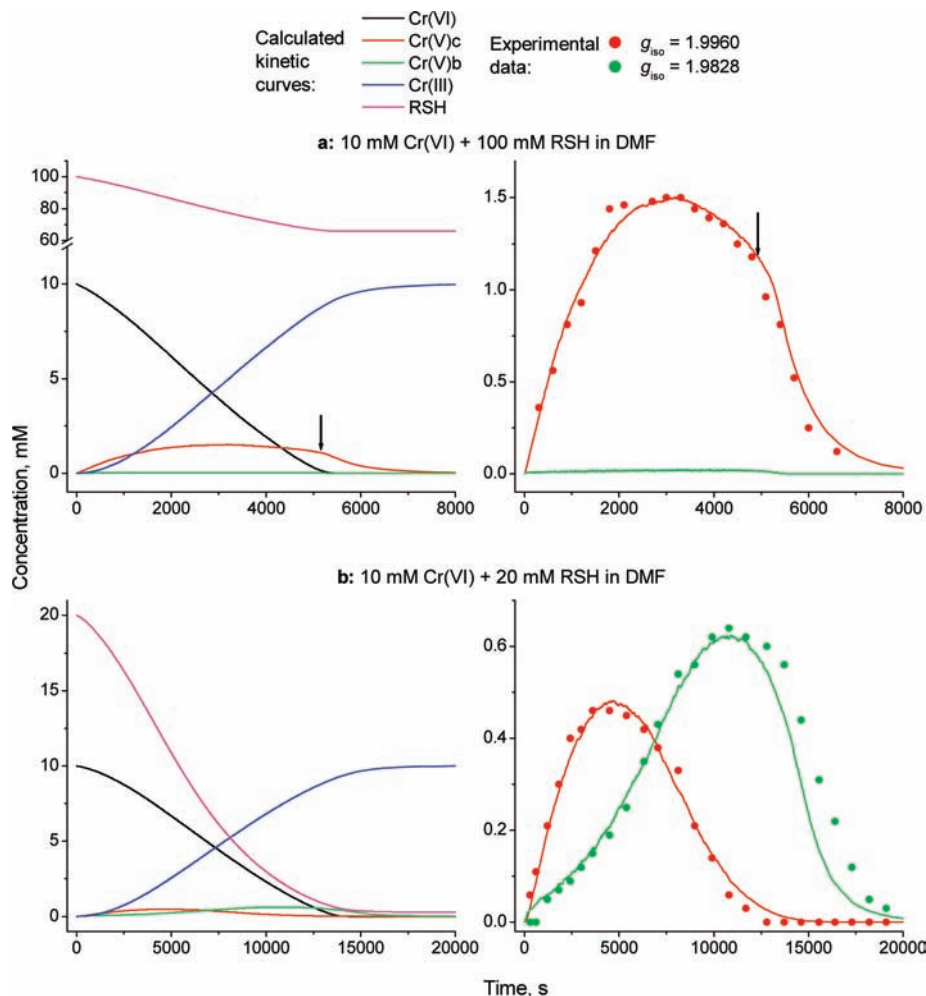 Calculated kinetic curves:
Cr(VI)
Cr(V)c
Cr(V)b
Cr(III)
RSH
Experimental data:
g_iso = 1.9960
g_iso = 1.9828
a: 10 mM Cr(VI) + 100 mM RSH in DMF
100
80
60
10
5
0
0 2000 4000 6000 8000
1.5
1.0
0.5
0.0
0 2000 4000 6000 8000
Concentration, mM
b: 10 mM Cr(VI) + 20 mM RSH in DMF
20
15
10
5
0
0 5000 10000 15000 20000
0.6
0.4
0.2
0.0
0 5000 10000 15000 20000
Time, s